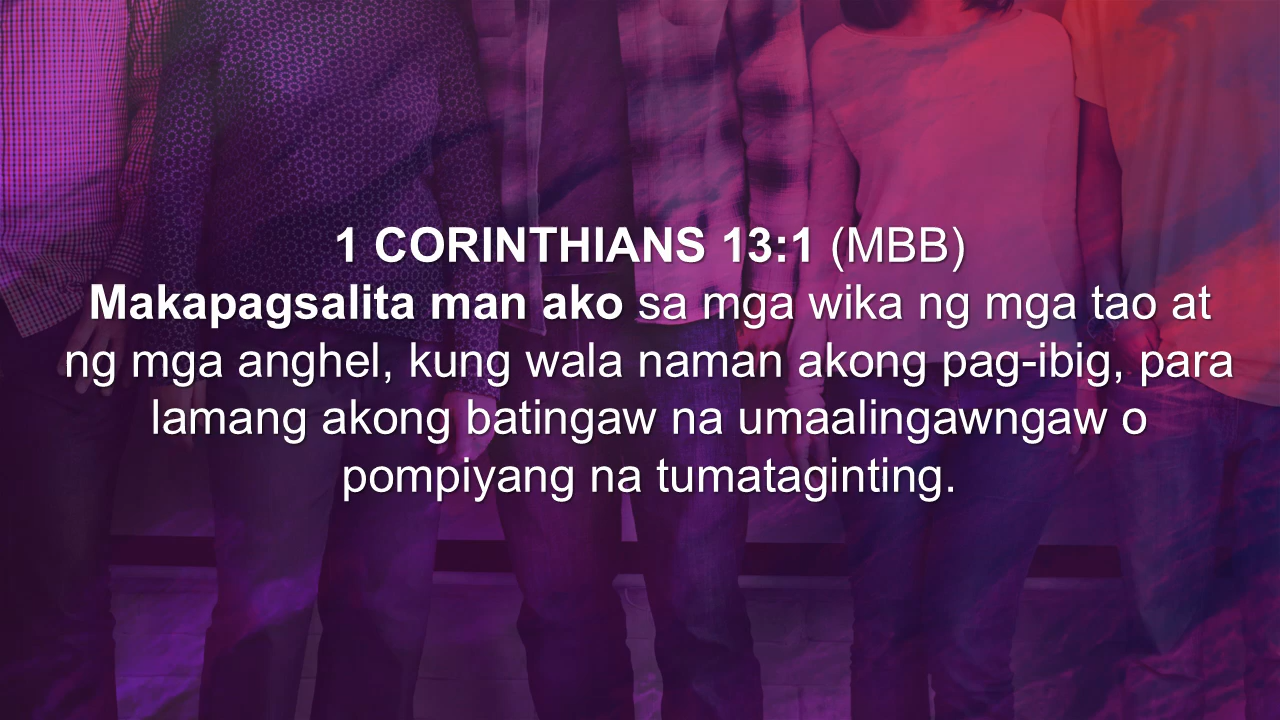 1 CORINTHIANS 13:1 (MBB)
Makapagsalita man ako sa mga wika ng mga tao at
ng mga anghel, kung wala naman akong pag-ibig, para
lamang akong batingaw na umaalingawngaw o
pompiyang na tumataginting.